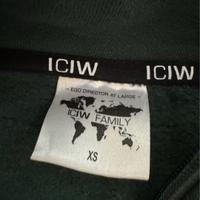 ICIW ICIW
- EGO DIRECTOR AT LARGE -
ICIW FAMILY
XS